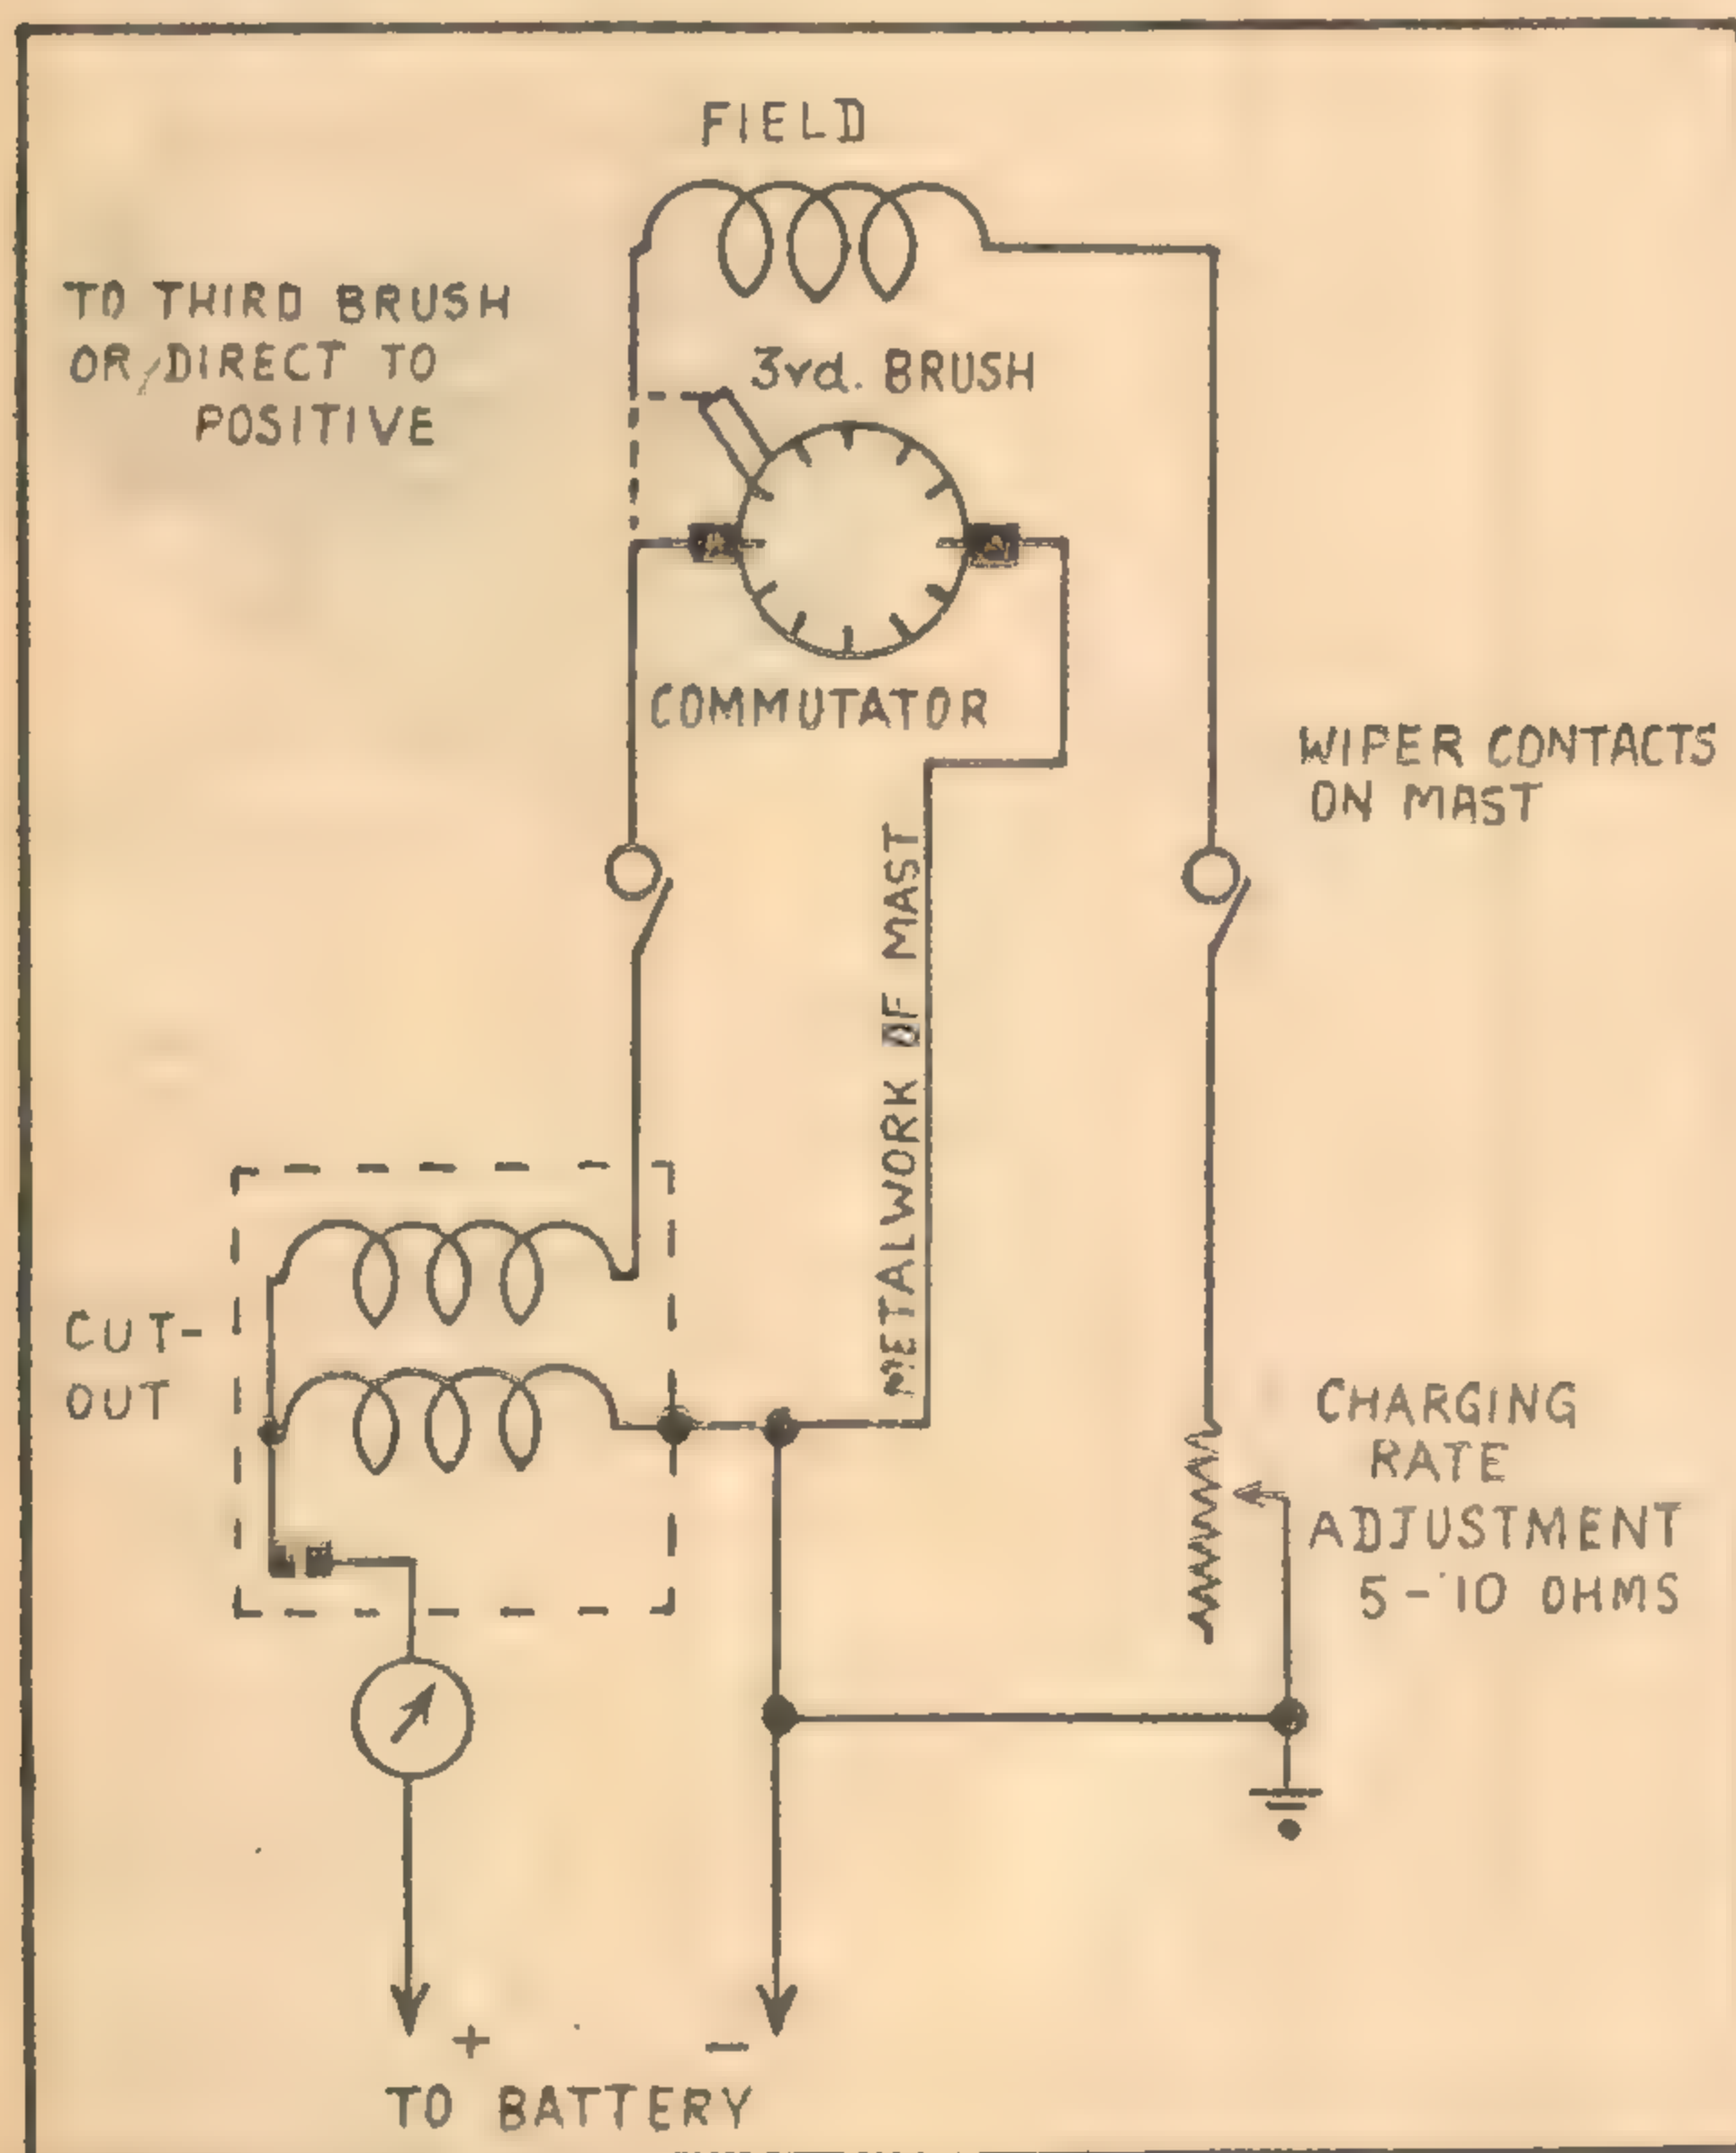 FIELD
TO THIRD BRUSH
OR DIRECT TO
POSITIVE
3rd. BRUSH
COMMUTATOR
WIPER CONTACTS
ON MAST
METALWORK OF MAST
CUT-
OUT
CHARGING
RATE
ADJUSTMENT
5-10 OHMS
+ −
TO BATTERY